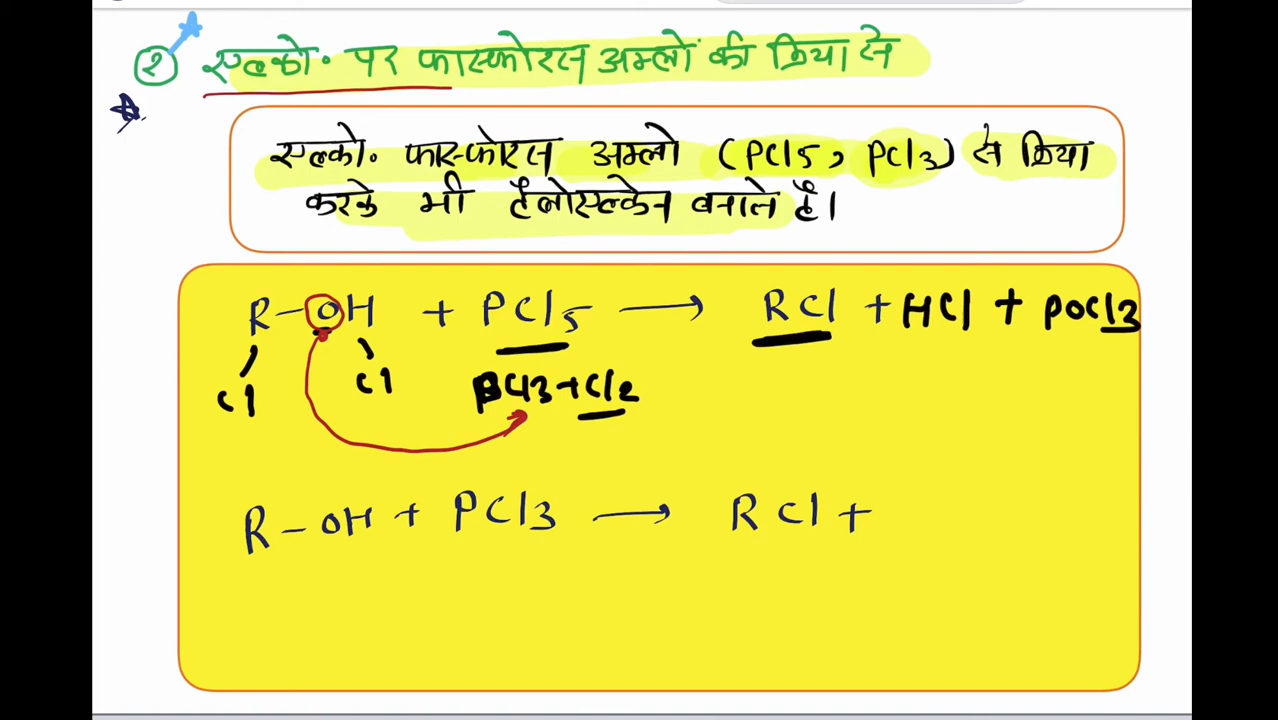 २ एल्को. पर फास्फोरस अम्लों की क्रिया से
एल्को. फास्फोरस अम्लो (PCl5, PCl3) से क्रिया
करके भी हैलोएल्केन बनाते है।
R-OH + PCl5 → RCl + HCl + POCl3
Cl Cl PCl3+Cl2
R-OH + PCl3 → RCl +